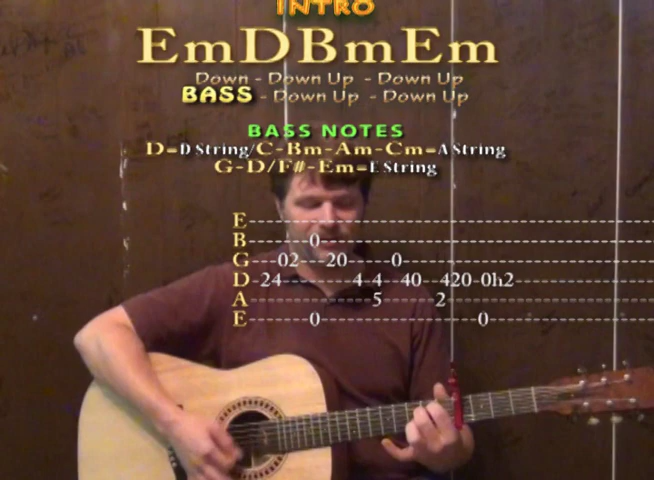 INTRO
EmDBmEm
Down - Down Up - Down Up
BASS - Down Up - Down Up
BASS NOTES
D=D String/C-Bm-Am-Cm=A String
G-D/F#-Em=E String
E------------------------------------------
B-------0----------------------------------
G---02---20-----0--------------------------
D-24-------4-4--40--420-0h2----------------
A-------------5------2---------------------
E-------0----------------0-----------------